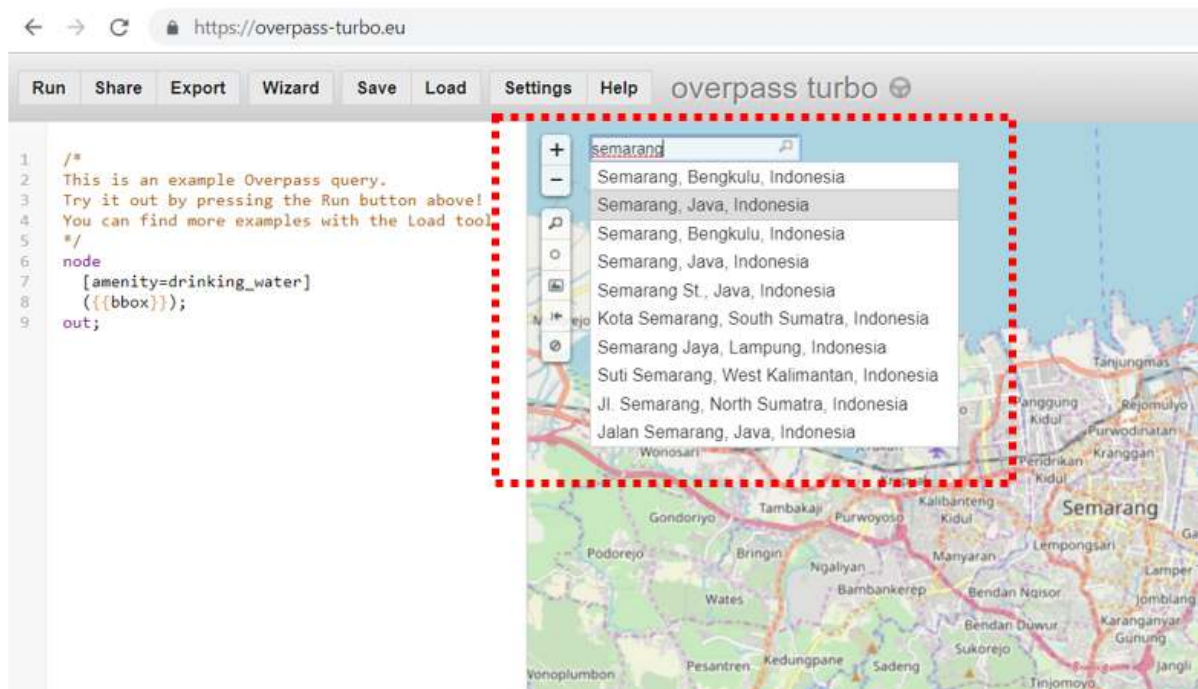 https://overpass-turbo.eu
Run Share Export Wizard Save Load Settings Help overpass turbo
1 /*
2 This is an example Overpass query.
3 Try it out by pressing the Run button above!
4 You can find more examples with the Load tool
5 */
6 node
7 [amenity=drinking_water]
8 ({{bbox}});
9 out;
+
−
semarang
Semarang, Bengkulu, Indonesia
Semarang, Java, Indonesia
Semarang, Bengkulu, Indonesia
Semarang, Java, Indonesia
Semarang St., Java, Indonesia
Kota Semarang, South Sumatra, Indonesia
Semarang Jaya, Lampung, Indonesia
Suti Semarang, West Kalimantan, Indonesia
Jl. Semarang, North Sumatra, Indonesia
Jalan Semarang, Java, Indonesia
Tanjungmas
Panggung
Kidul
Rejomulyo
Purwodinatan
Kranggan
Wonosari
Pendrikan
Kidul
Kalibanteng
Kidul
Semarang
Gondoriyo
Tambakaji
Purwoyoso
Lempongsari
Podorejo
Bringin
Manyaran
Ngaliyan
Lamper
Wates
Bambankerep
Bendan Ngisor
Jomblang
Bendan Duwur
Karanganyar
Gunung
Sukorejo
Pesantren
Kedungpane
Sadeng
Jangli
Wonoplumbon
Tinjomoyo